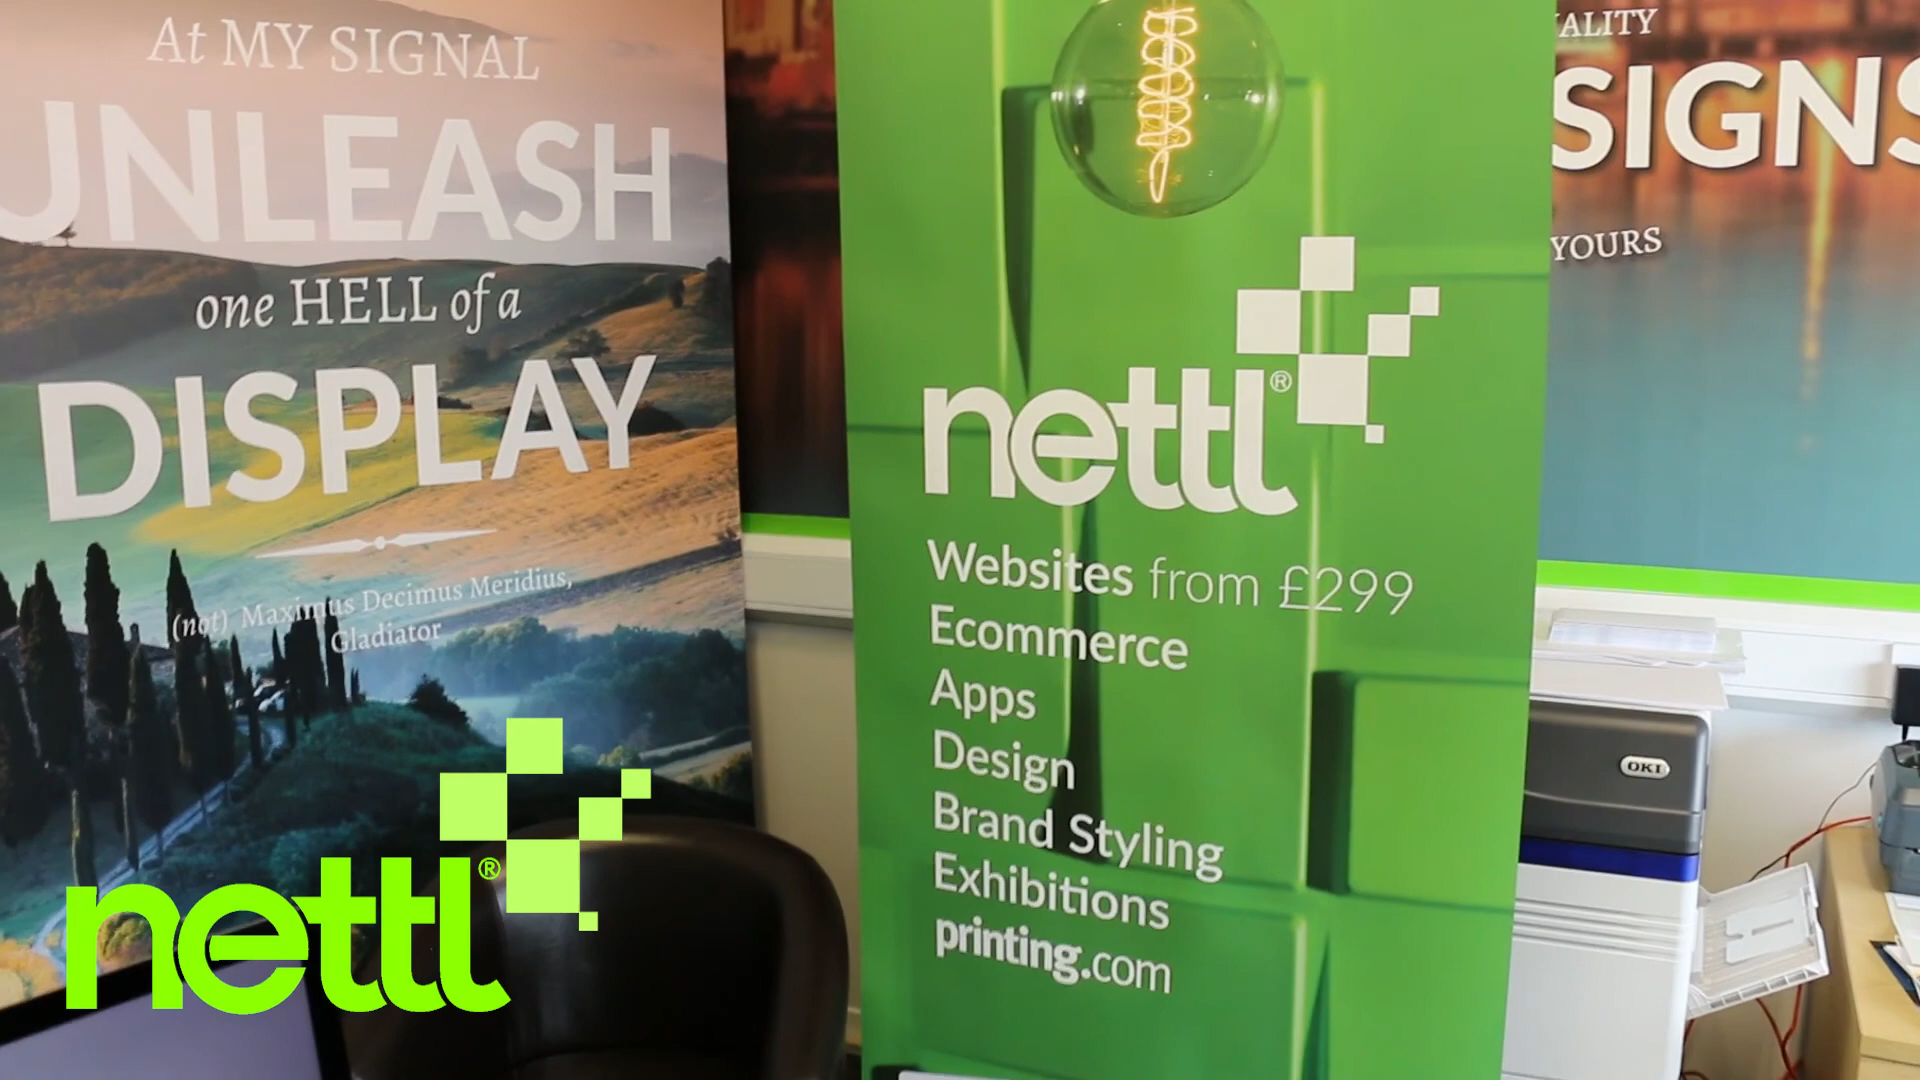 At MY SIGNAL
UNLEASH
one HELL of a
DISPLAY
(not) Maximus Decimus Meridius,
Gladiator
nettl®
Websites from £299
Ecommerce
Apps
Design
Brand Styling
Exhibitions
printing.com
ALITY
SIGNS
YOURS
OKI
nettl®